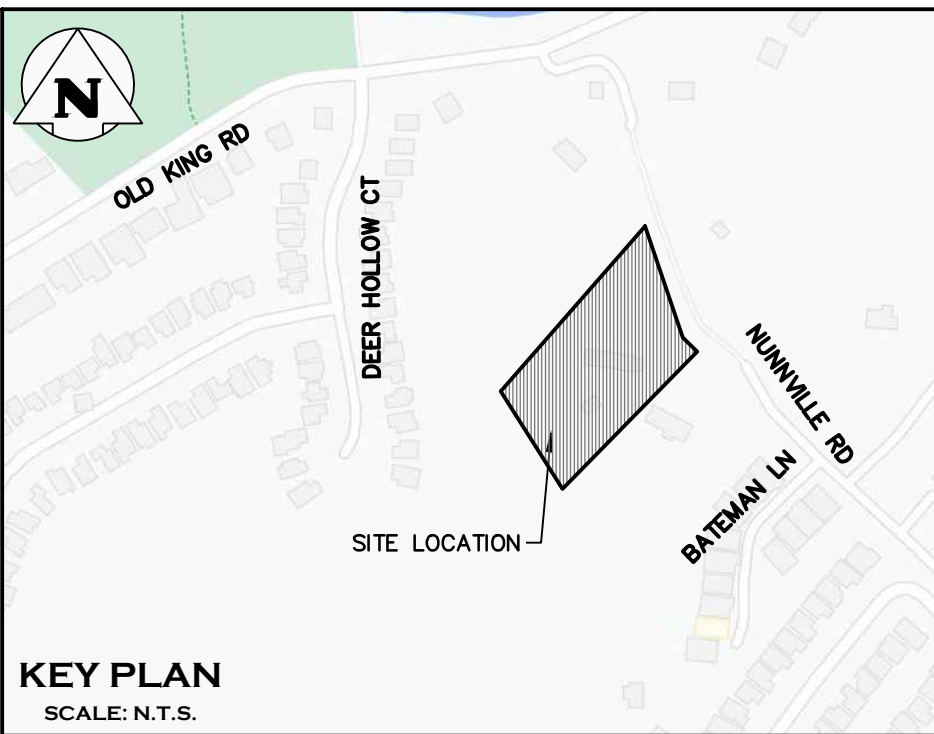 N
OLD KING RD
DEER HOLLOW CT
NUNNVILLE RD
BATEMAN LN
SITE LOCATION
KEY PLAN
SCALE: N.T.S.